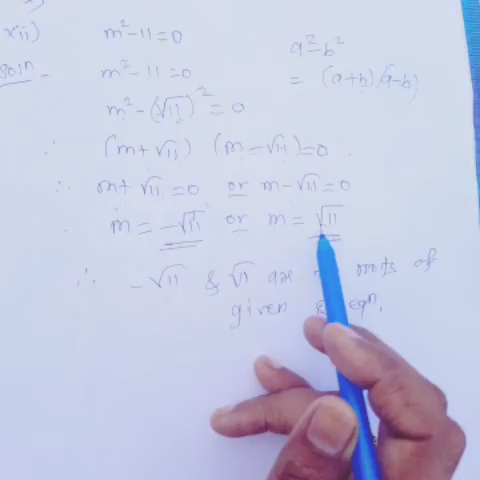 xii) m²-11=0
Soln - m²-11=0
a²-b²
= (a+b)(a-b)
m²-(√11)²=0
∴ (m+√11) (m-√11)=0
∴ m+√11=0 or m-√11=0
m = -√11 or m = √11
∴ -√11 & √11 are roots of
given eqn.